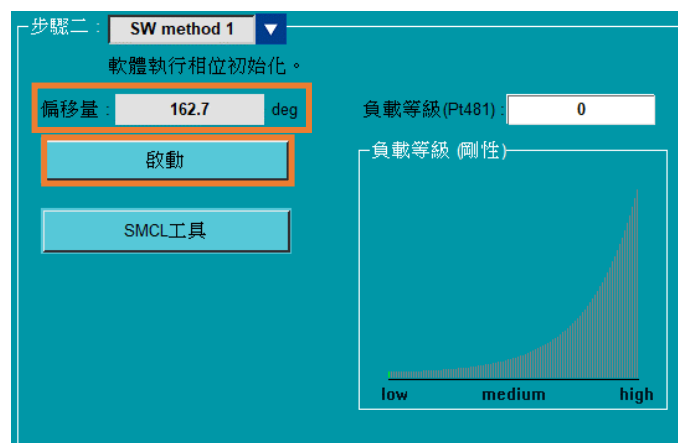 步驟二：
SW method 1
軟體執行相位初始化。
偏移量：
162.7
deg
啟動
SMCL工具
負載等級(Pt481)：
0
負載等級 (剛性)
low
medium
high